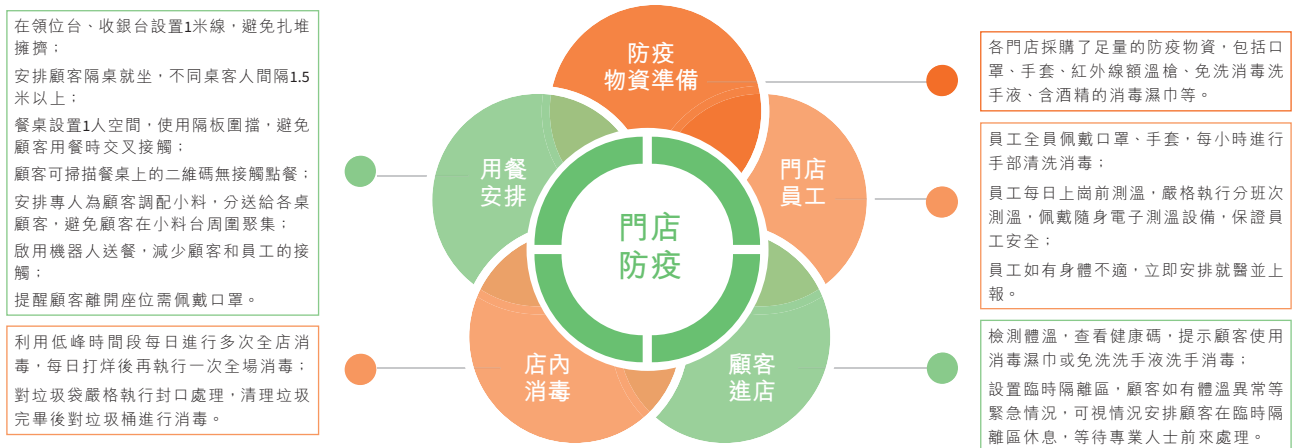 在領位台、收銀台設置1米線，避免扎堆
擁擠；
安排顧客隔桌就坐，不同桌客人間隔1.5
米以上；
餐桌設置1人空間，使用隔板圍擋，避免
顧客用餐時交叉接觸；
顧客可掃描餐桌上的二維碼無接觸點餐；
安排專人為顧客調配小料，分送給各桌
顧客，避免顧客在小料台周圍聚集；
啟用機器人送餐，減少顧客和員工的接
觸；
提醒顧客離開座位需佩戴口罩。
利用低峰時間段每日進行多次全店消
毒，每日打烊後再執行一次全場消毒；
對垃圾袋嚴格執行封口處理，清理垃圾
完畢後對垃圾桶進行消毒。
防疫
物資準備
用餐
安排
門店
員工
門店
防疫
店內
消毒
顧客
進店
各門店採購了足量的防疫物資，包括口
罩、手套、紅外線額溫槍、免洗消毒洗
手液、含酒精的消毒濕巾等。
員工全員佩戴口罩、手套，每小時進行
手部清洗消毒；
員工每日上崗前測溫，嚴格執行分班次
測溫，佩戴隨身電子測溫設備，保證員
工安全；
員工如有身體不適，立即安排就醫並上
報。
檢測體溫，查看健康碼，提示顧客使用
消毒濕巾或免洗洗手液洗手消毒；
設置臨時隔離區，顧客如有體溫異常等
緊急情況，可視情況安排顧客在臨時隔
離區休息，等待專業人士前來處理。